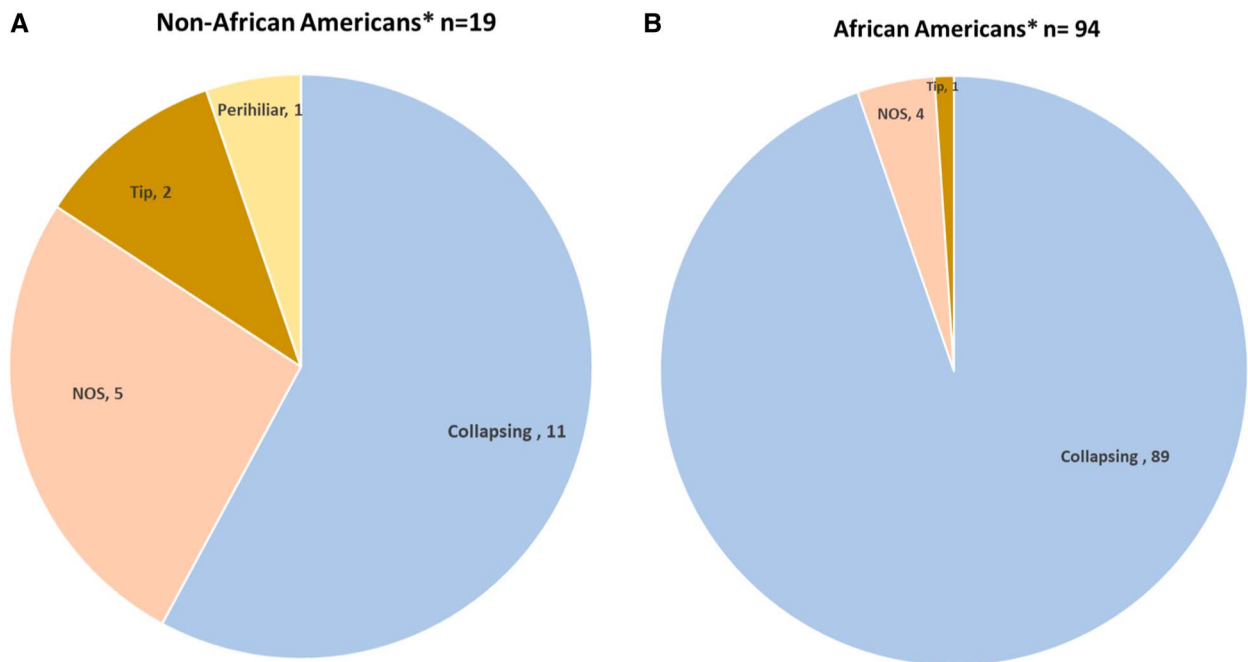 A
Non-African Americans* n=19
Perihiliar, 1
Tip, 2
NOS, 5
Collapsing , 11
B
African Americans* n= 94
Tip, 1
NOS, 4
Collapsing , 89